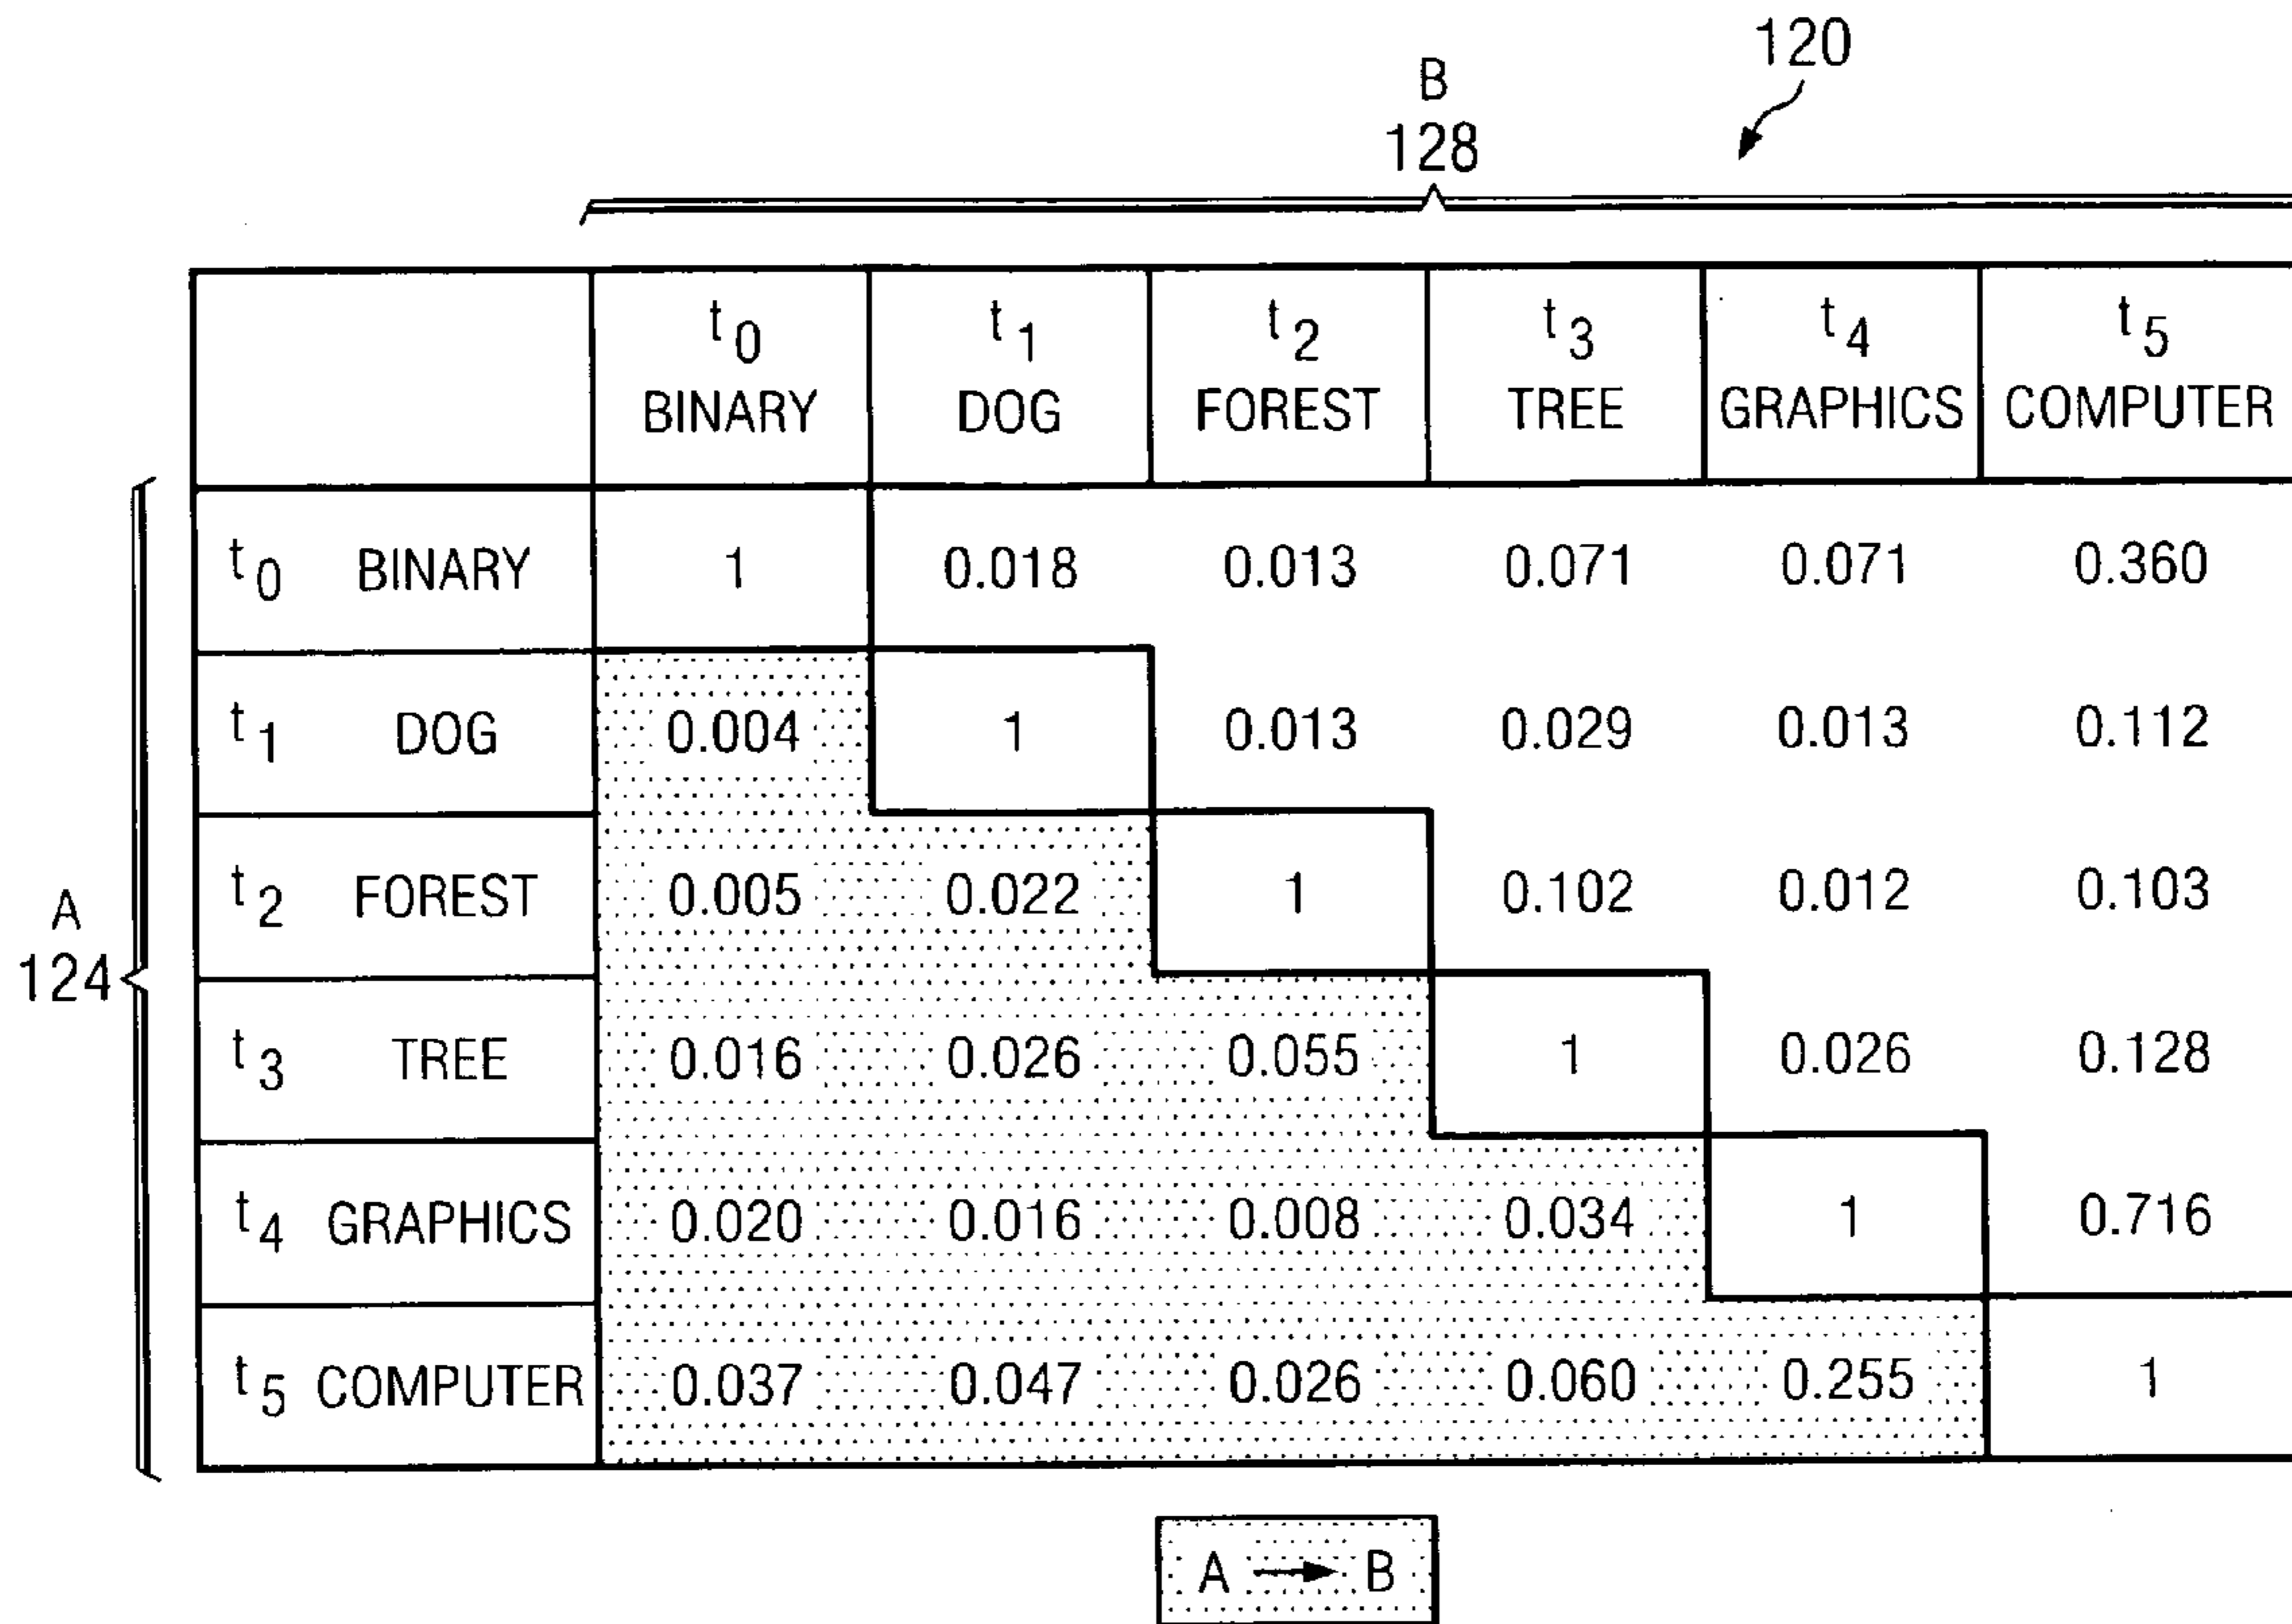 120
B
128
t0 t1 t2 t3 t4 t5
BINARY DOG FOREST TREE GRAPHICS COMPUTER
t0 BINARY 1 0.018 0.013 0.071 0.071 0.360
t1 DOG 0.004 1 0.013 0.029 0.013 0.112
t2 FOREST 0.005 0.022 1 0.102 0.012 0.103
A
124
t3 TREE 0.016 0.026 0.055 1 0.026 0.128
t4 GRAPHICS 0.020 0.016 0.008 0.034 1 0.716
t5 COMPUTER 0.037 0.047 0.026 0.060 0.255 1
A → B